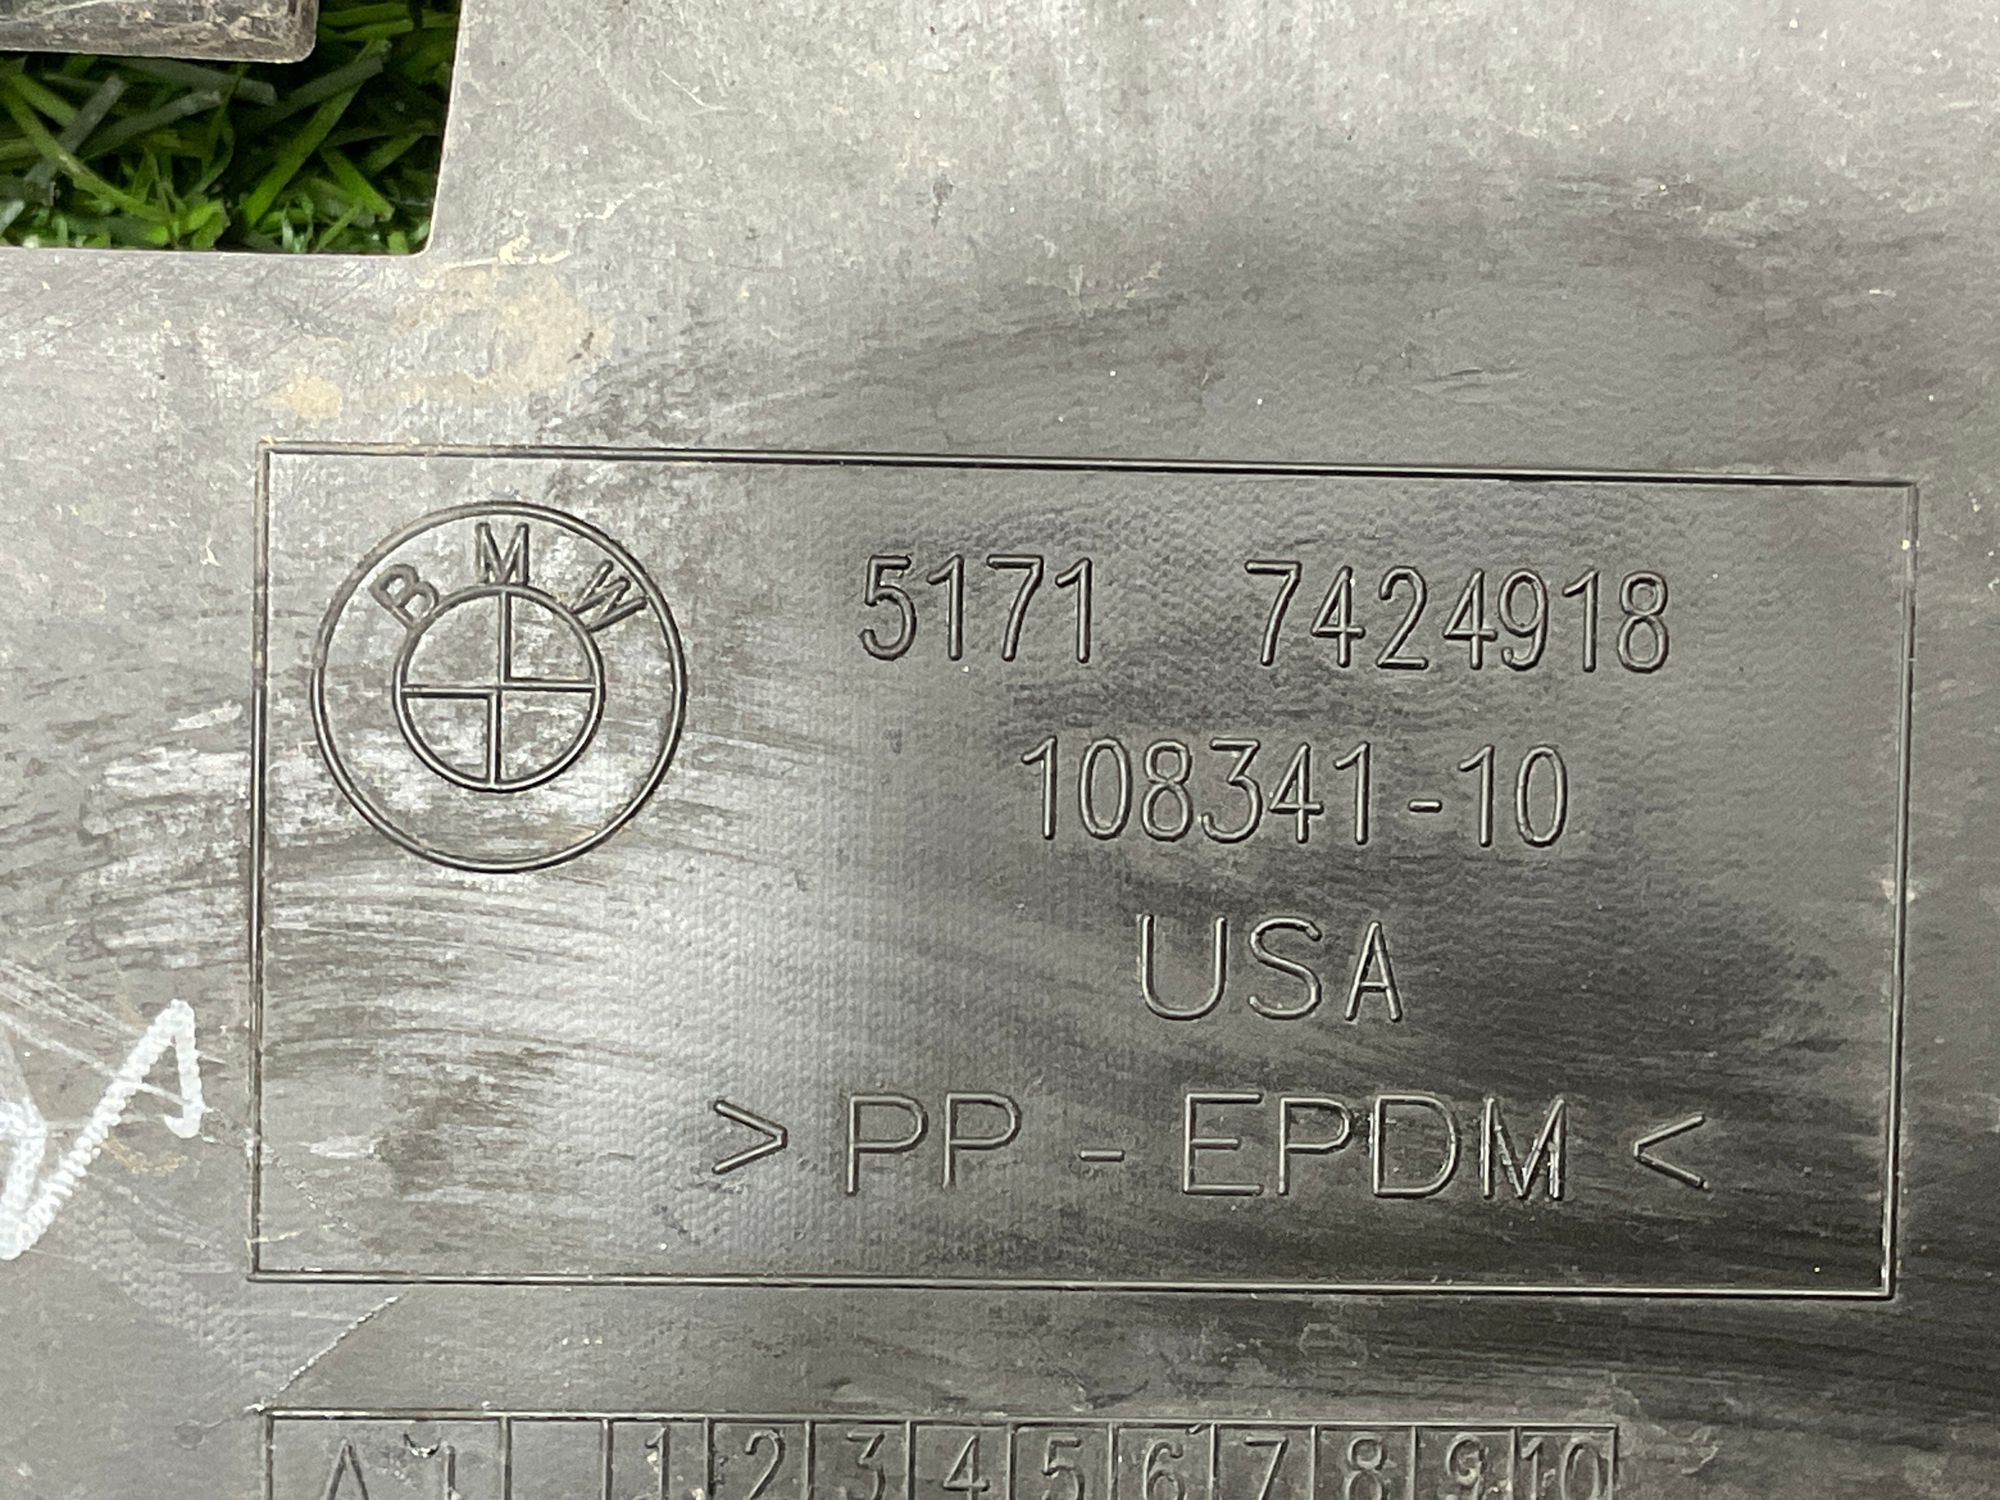 BMW
5171 7424918
108341-10
USA
>PP-EPDM<
1 2 3 4 5 6 7 8 9 10